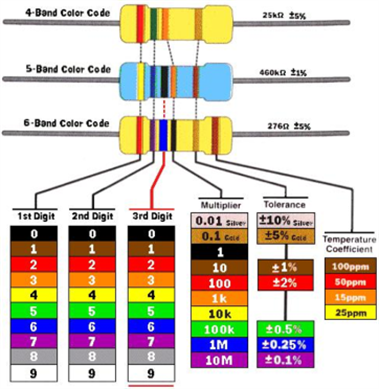 4-Band Color Code
25kΩ ±5%
5-Band Color Code
460kΩ ±1%
6-Band Color Code
276Ω ±5%
1st Digit
2nd Digit
3rd Digit
Multiplier
Tolerance
Temperature
Coefficient
0 0 0
1 1 1
2 2 2
3 3 3
4 4 4
5 5 5
6 6 6
7 7 7
8 8 8
9 9 9
0.01 Silver
0.1 Gold
1
10
100
1k
10k
100k
1M
10M
±10% Silver
±5% Gold
±1%
±2%
±0.5%
±0.25%
±0.1%
100ppm
50ppm
15ppm
25ppm